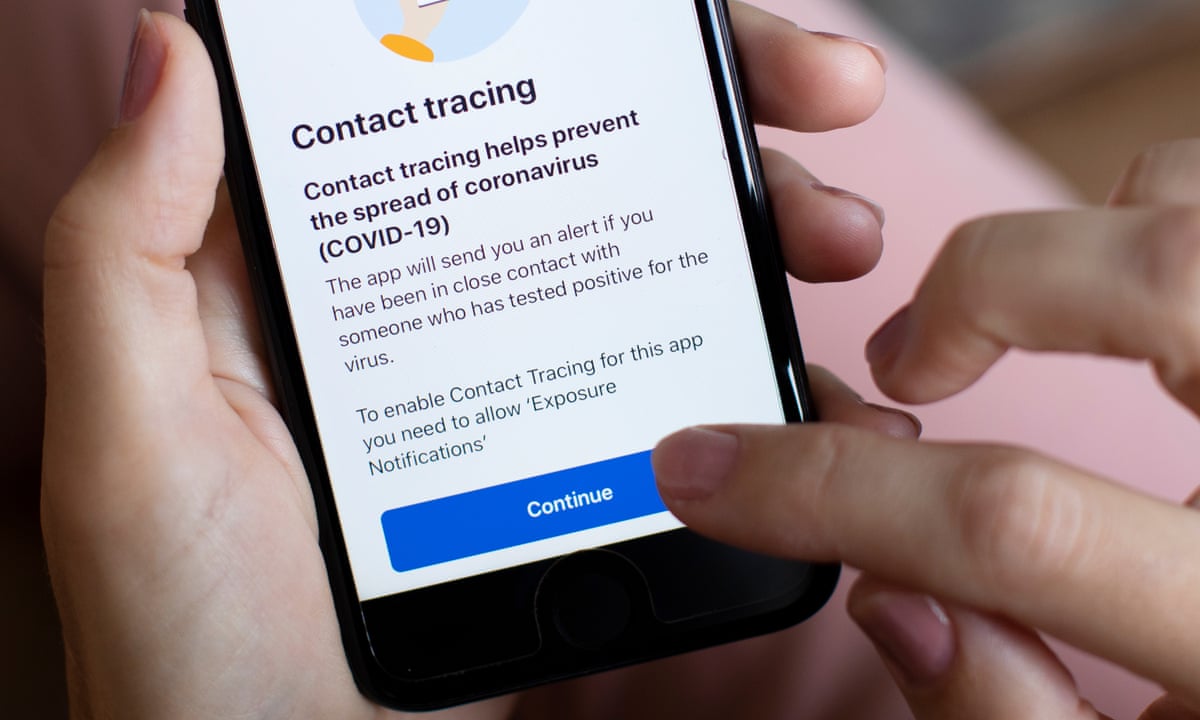 Contact tracing
Contact tracing helps prevent
the spread of coronavirus
(COVID-19)
The app will send you an alert if you
have been in close contact with
someone who has tested positive for the
virus.
To enable Contact Tracing for this app
you need to allow ‘Exposure
Notifications’
Continue